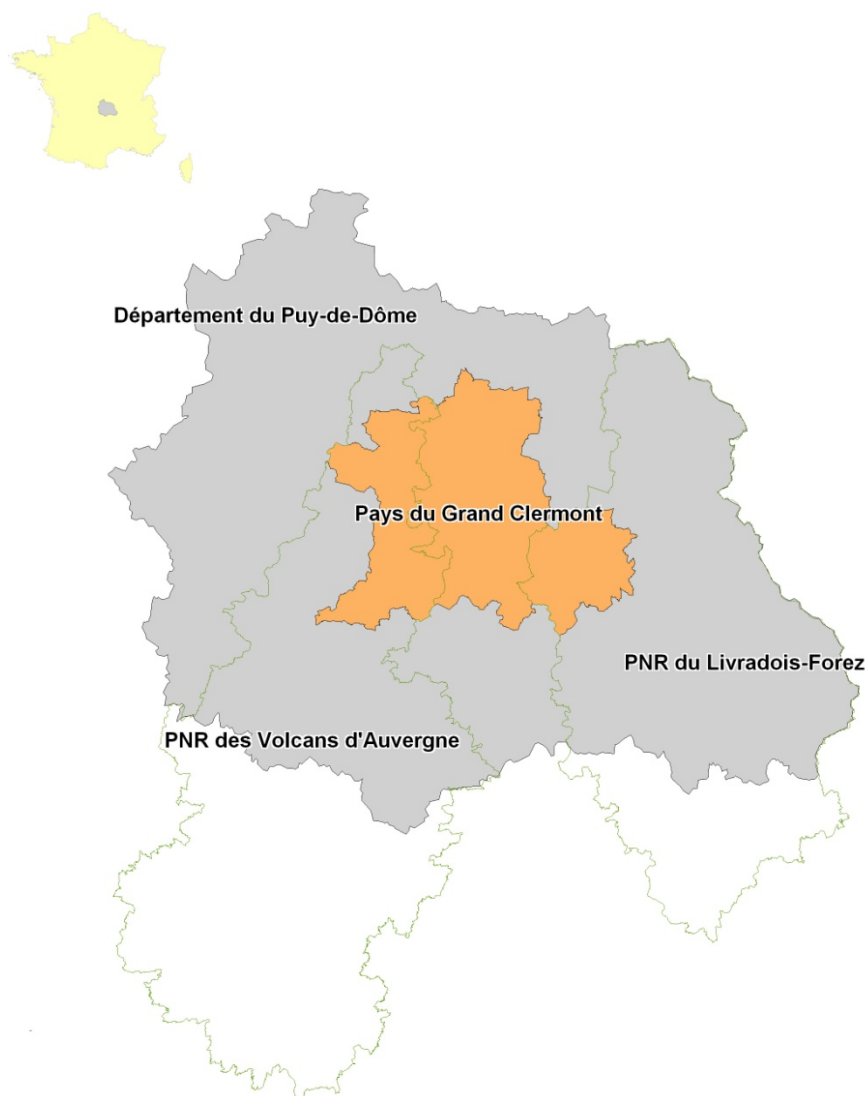 Département du Puy-de-Dôme
Pays du Grand Clermont
PNR du Livradois-Forez
PNR des Volcans d'Auvergne